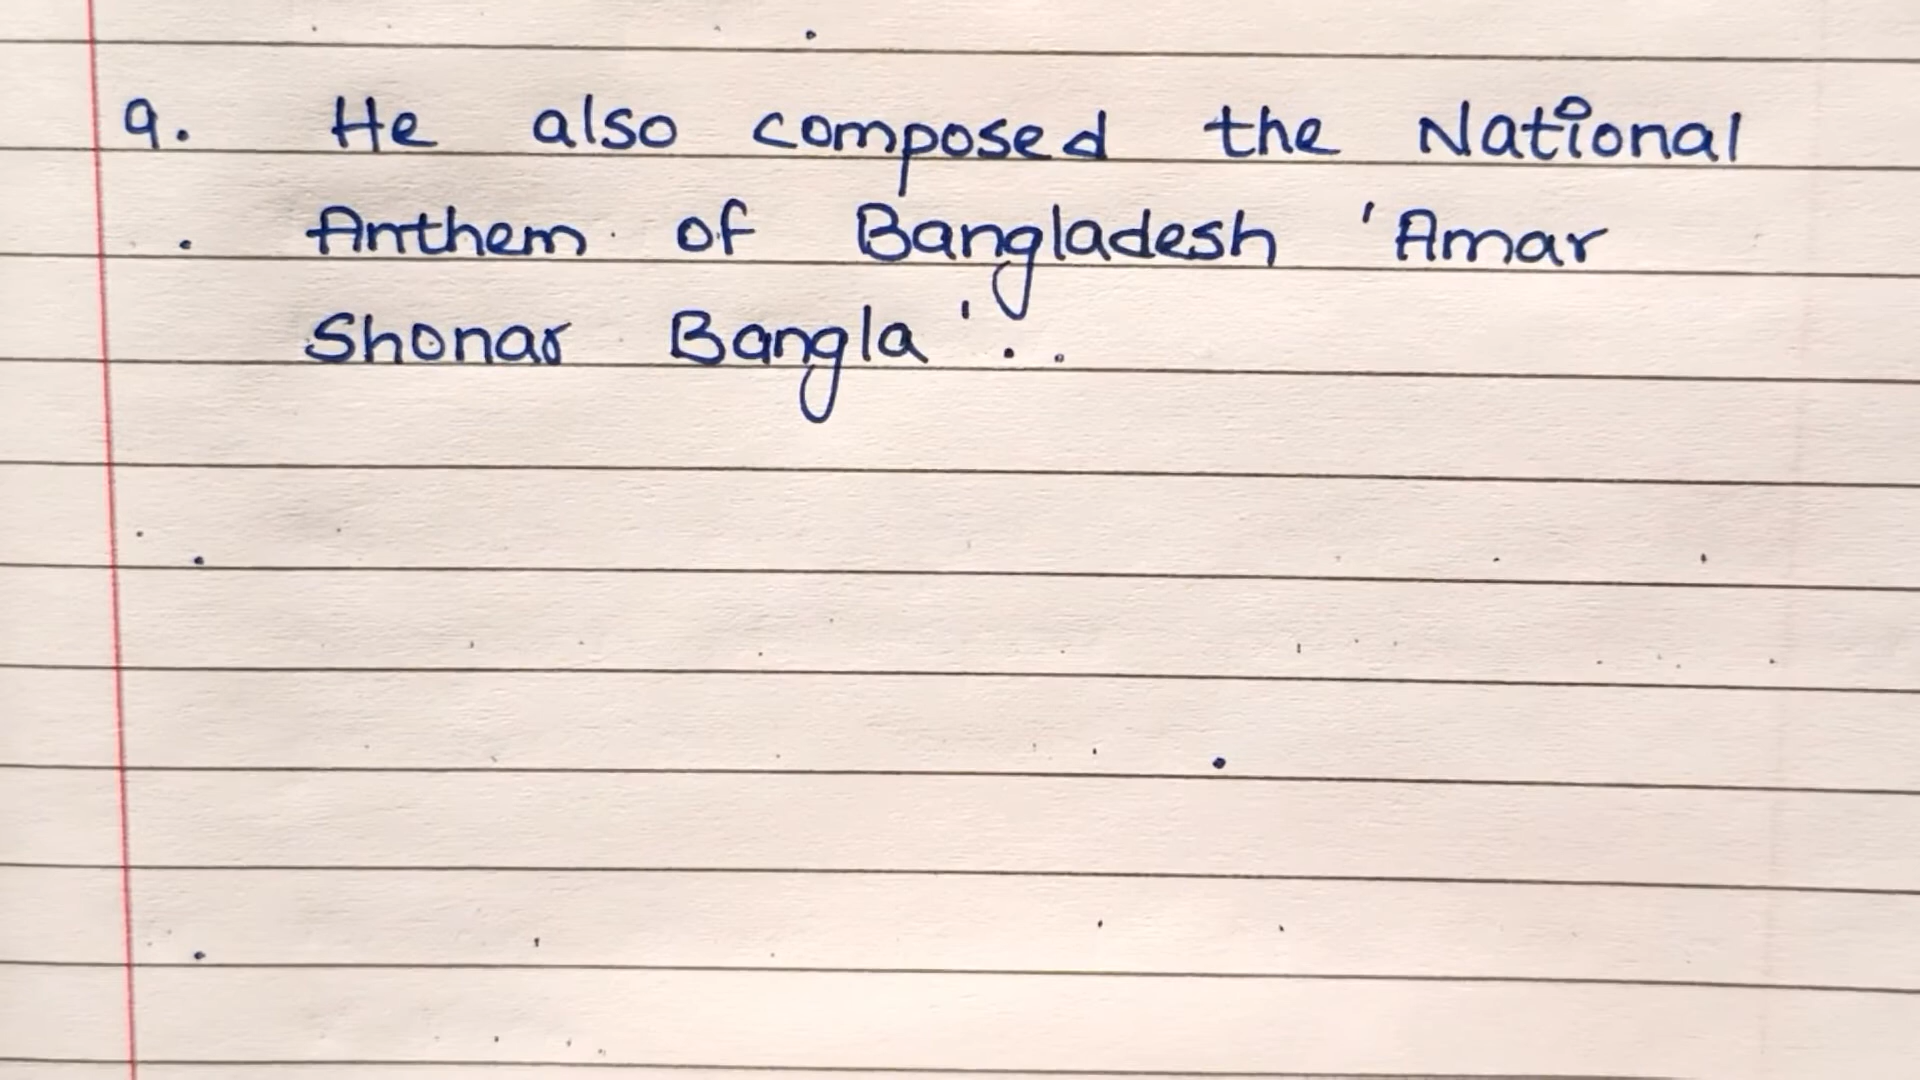 9. He also composed the National
Anthem of Bangladesh 'Amar
Shonar Bangla'.